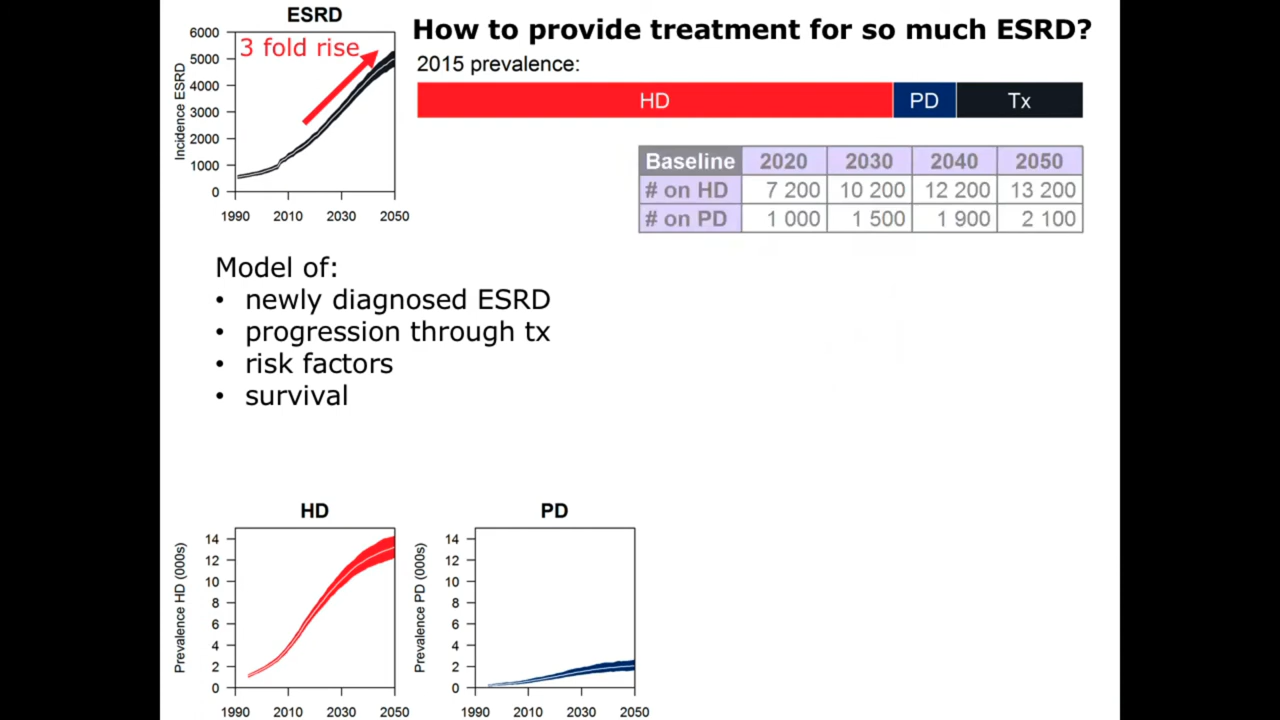 ESRD
6000
5000
4000
3000
2000
1000
0
Incidence ESRD
3 fold rise
1990 2010 2030 2050
How to provide treatment for so much ESRD?
2015 prevalence:
HD PD Tx
Baseline 2020 2030 2040 2050
# on HD 7 200 10 200 12 200 13 200
# on PD 1 000 1 500 1 900 2 100
Model of:
• newly diagnosed ESRD
• progression through tx
• risk factors
• survival
HD
14
12
10
8
6
4
2
0
Prevalence HD (000s)
1990 2010 2030 2050
PD
14
12
10
8
6
4
2
0
Prevalence PD (000s)
1990 2010 2030 2050